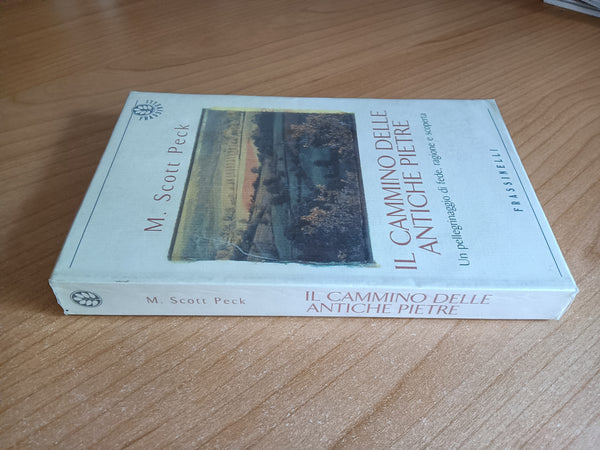 M. Scott Peck
IL CAMMINO DELLE
ANTICHE PIETRE
Un pellegrinaggio di fede, ragione e scoperta
FRASSINELLI
M. Scott Peck
IL CAMMINO DELLE
ANTICHE PIETRE